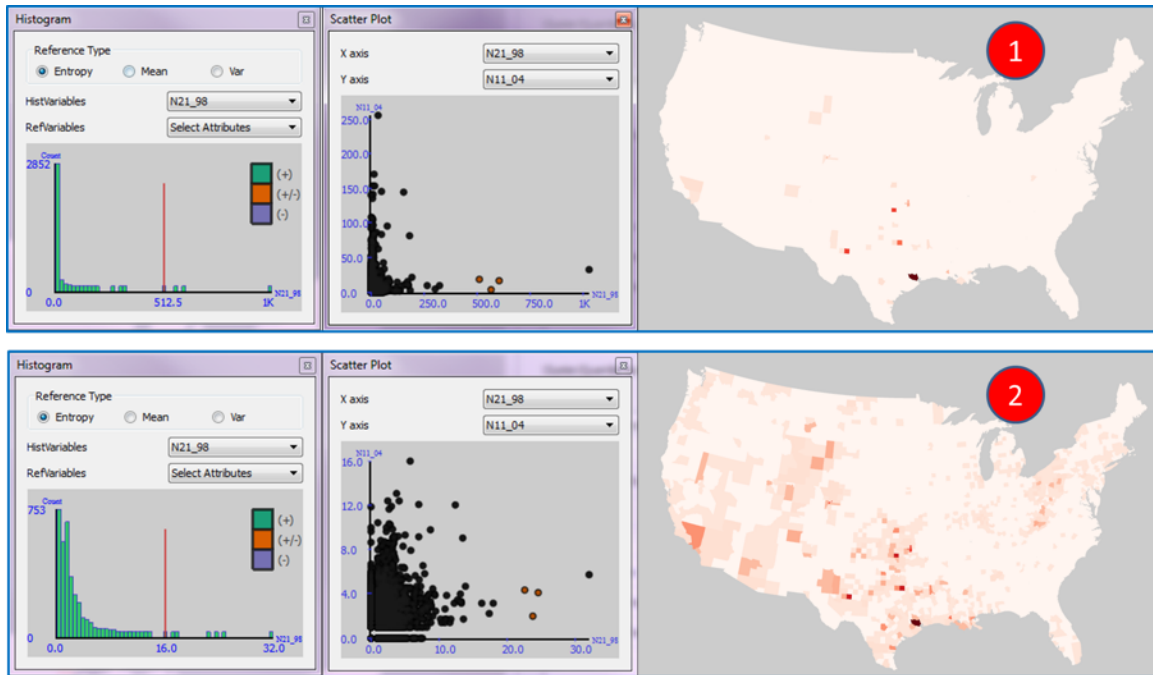 Histogram
Reference Type
Entropy Mean Var
HistVariables N21_98
RefVariables Select Attributes
Count
2852
(+)
(+/-)
(-)
0
N21_98
0.0 512.5 1K
Scatter Plot
X axis N21_98
Y axis N11_04
N11_04
250.0
200.0
150.0
100.0
50.0
0.0
N21_98
0.0 250.0 500.0 750.0 1K
1
Histogram
Reference Type
Entropy Mean Var
HistVariables N21_98
RefVariables Select Attributes
Count
753
(+)
(+/-)
(-)
0
N21_98
0.0 16.0 32.0
Scatter Plot
X axis N21_98
Y axis N11_04
N11_04
16.0
12.0
8.0
4.0
0.0
N21_98
0.0 10.0 20.0 30.0
2